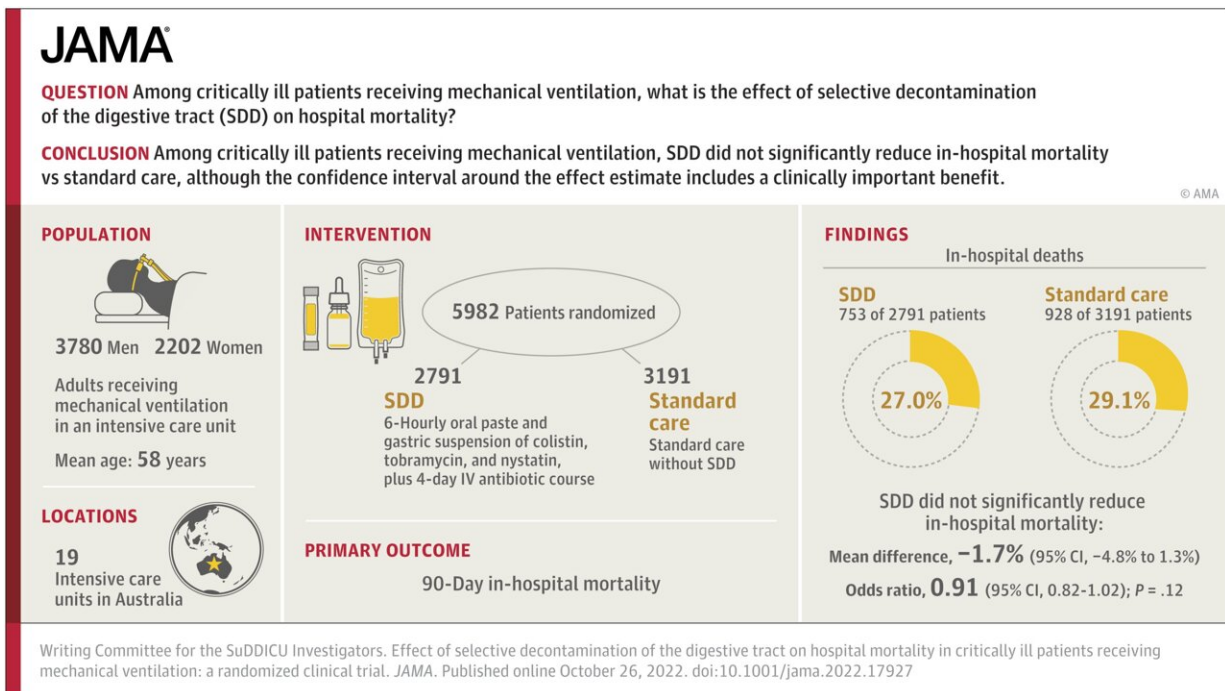 JAMA
QUESTION Among critically ill patients receiving mechanical ventilation, what is the effect of selective decontamination
of the digestive tract (SDD) on hospital mortality?
CONCLUSION Among critically ill patients receiving mechanical ventilation, SDD did not significantly reduce in-hospital mortality
vs standard care, although the confidence interval around the effect estimate includes a clinically important benefit.
© AMA
POPULATION
3780 Men 2202 Women
Adults receiving
mechanical ventilation
in an intensive care unit
Mean age: 58 years
LOCATIONS
19
Intensive care
units in Australia
INTERVENTION
5982 Patients randomized
2791
SDD
6-Hourly oral paste and
gastric suspension of colistin,
tobramycin, and nystatin,
plus 4-day IV antibiotic course
3191
Standard
care
Standard care
without SDD
PRIMARY OUTCOME
90-Day in-hospital mortality
FINDINGS
In-hospital deaths
SDD
753 of 2791 patients
27.0%
Standard care
928 of 3191 patients
29.1%
SDD did not significantly reduce
in-hospital mortality:
Mean difference, −1.7% (95% CI, −4.8% to 1.3%)
Odds ratio, 0.91 (95% CI, 0.82-1.02); P = .12
Writing Committee for the SuDDICU Investigators. Effect of selective decontamination of the digestive tract on hospital mortality in critically ill patients receiving
mechanical ventilation: a randomized clinical trial. JAMA. Published online October 26, 2022. doi:10.1001/jama.2022.17927